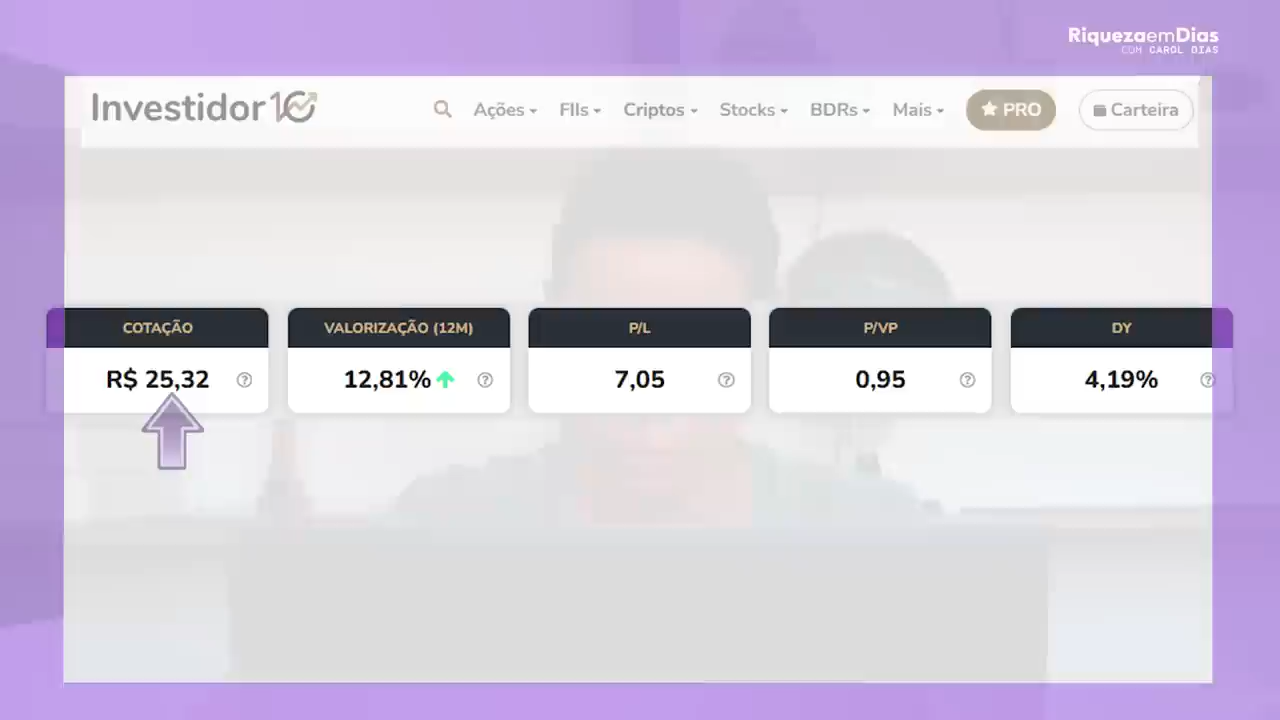 RiquezaemDias
COM CAROL DIAS
Investidor10
Ações
FIIs
Criptos
Stocks
BDRs
Mais
PRO
Carteira
COTAÇÃO
VALORIZAÇÃO (12M)
P/L
P/VP
DY
R$ 25,32
12,81%
7,05
0,95
4,19%